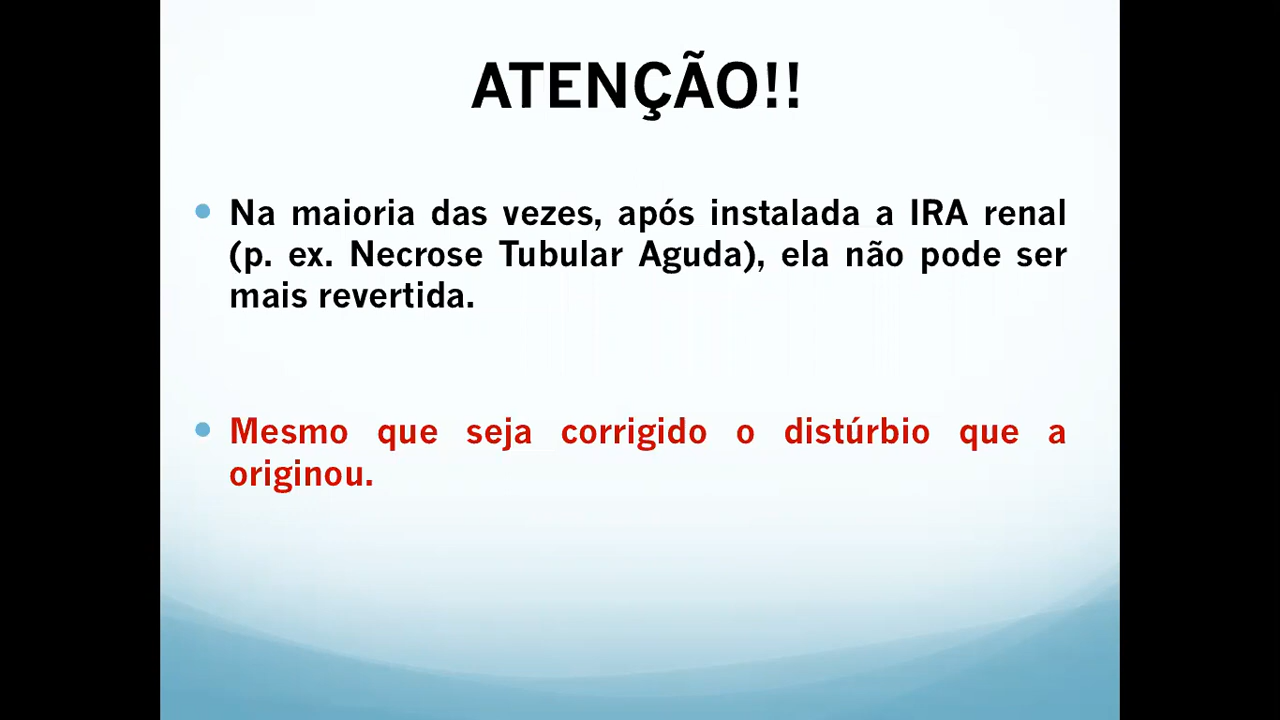 ATENÇÃO!!
Na maioria das vezes, após instalada a IRA renal
(p. ex. Necrose Tubular Aguda), ela não pode ser
mais revertida.
Mesmo que seja corrigido o distúrbio que a
originou.